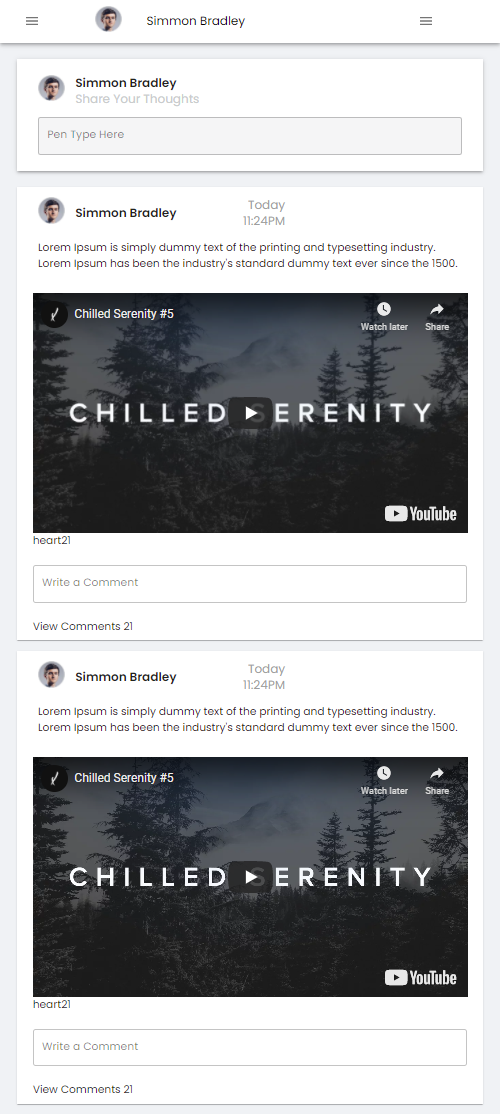 Simmon Bradley
Simmon Bradley
Share Your Thoughts
Pen Type Here
Simmon Bradley
Today
11:24PM
Lorem Ipsum is simply dummy text of the printing and typesetting industry.
Lorem Ipsum has been the industry's standard dummy text ever since the 1500.
Chilled Serenity #5
Watch later
Share
CHILLED SERENITY
YouTube
heart21
Write a Comment
View Comments 21
Simmon Bradley
Today
11:24PM
Lorem Ipsum is simply dummy text of the printing and typesetting industry.
Lorem Ipsum has been the industry's standard dummy text ever since the 1500.
Chilled Serenity #5
Watch later
Share
CHILLED SERENITY
YouTube
heart21
Write a Comment
View Comments 21